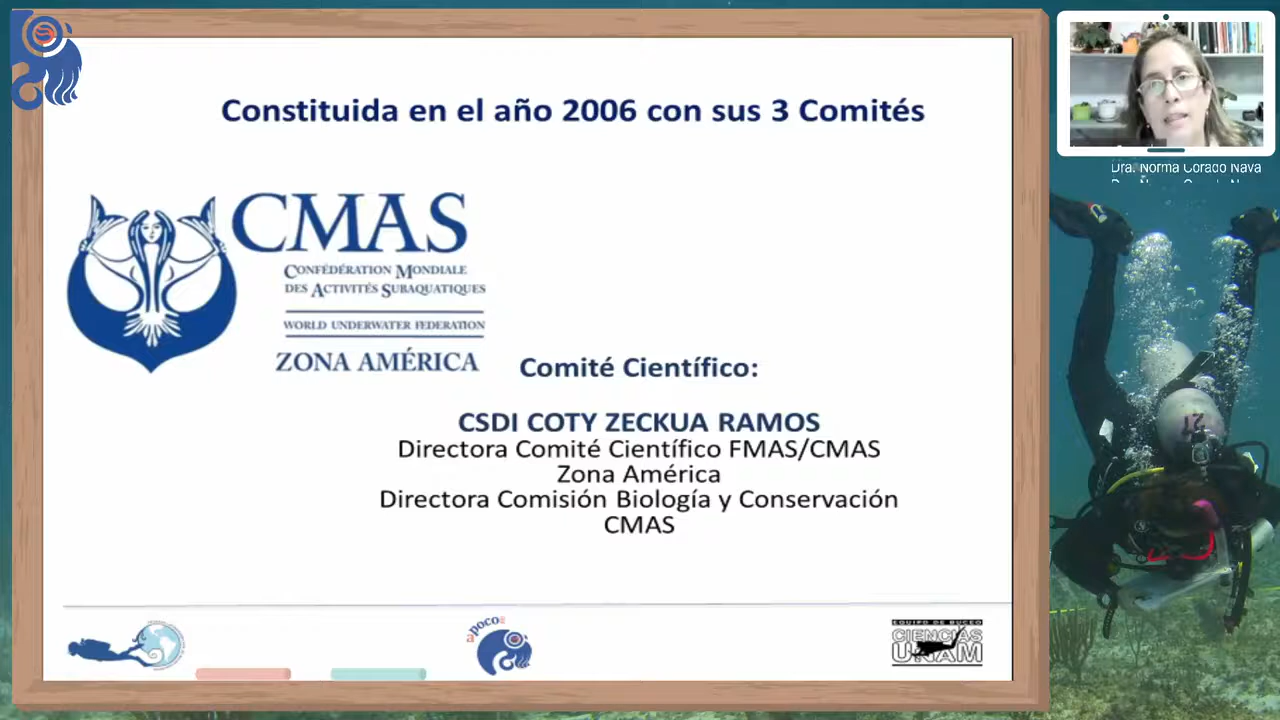 Constituida en el año 2006 con sus 3 Comités
CMAS
CONFÉDÉRATION MONDIALE
DES ACTIVITÉS SUBAQUATIQUES
WORLD UNDERWATER FEDERATION
ZONA AMÉRICA
Comité Científico:
CSDI COTY ZECKUA RAMOS
Directora Comité Científico FMAS/CMAS
Zona América
Directora Comisión Biología y Conservación
CMAS
apoco
EQUIPO DE BUCEO
CIENCIAS
UNAM
Dra. Norma Corado Nava
27